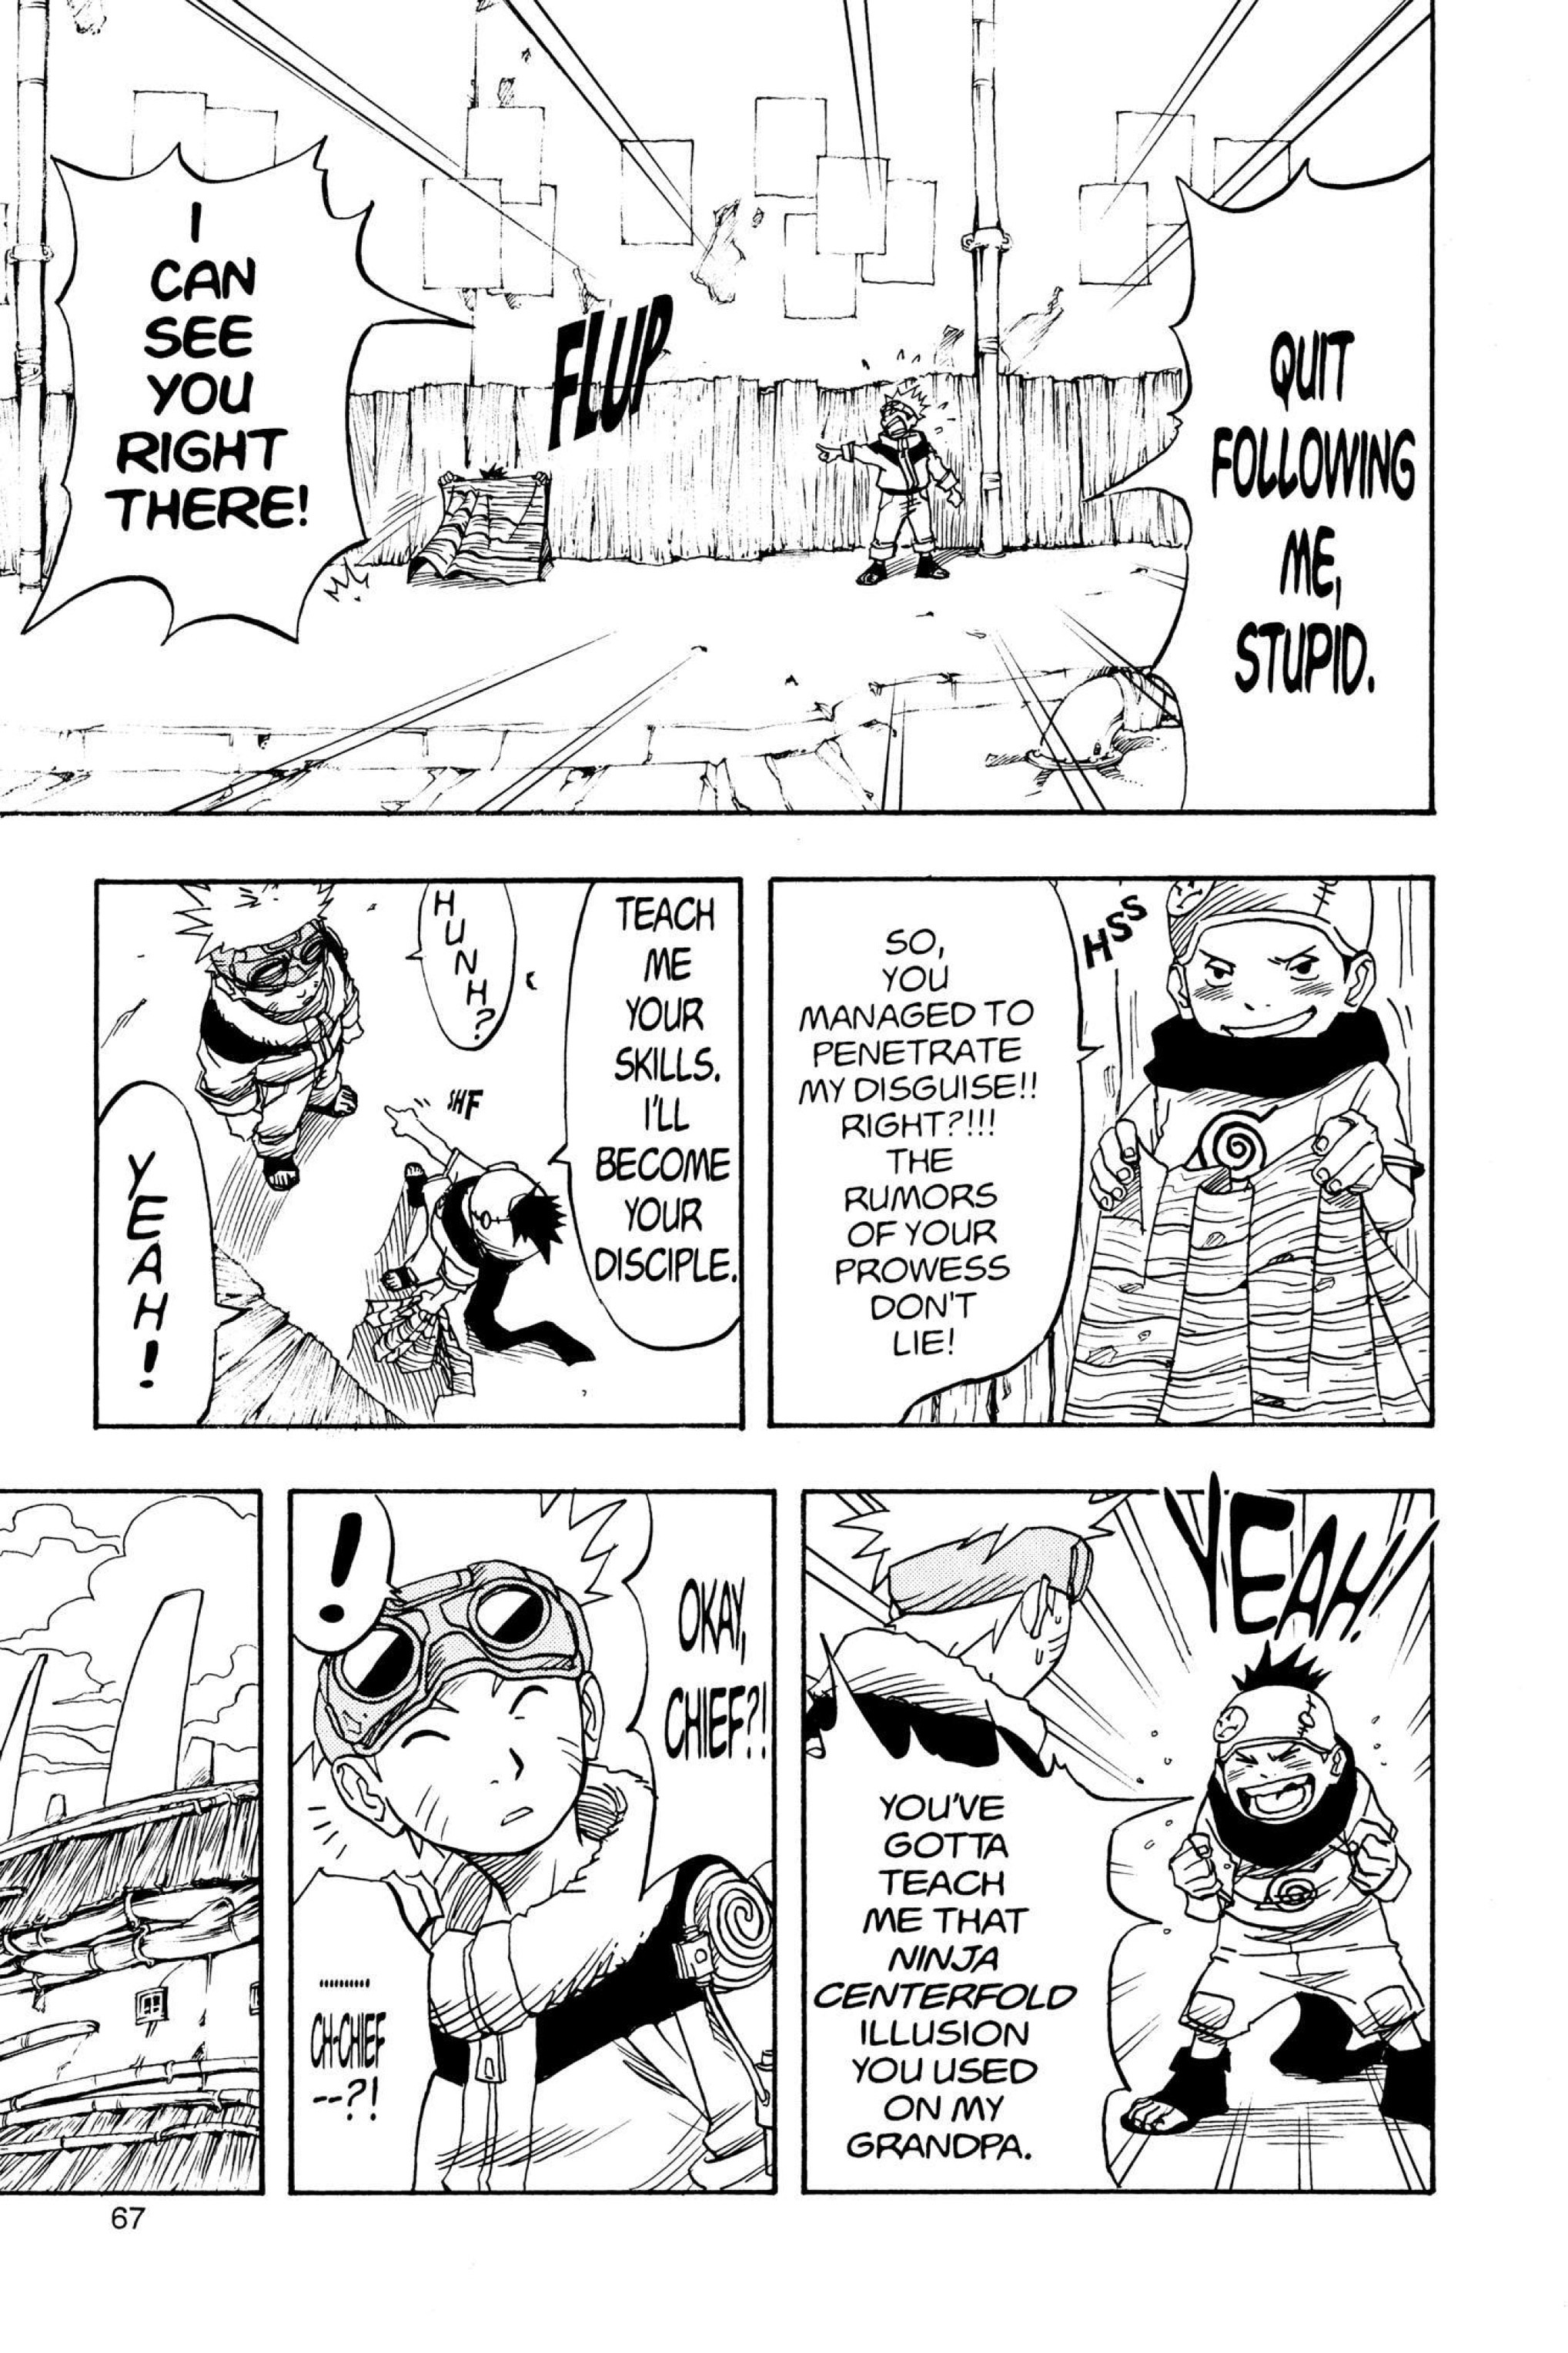 QUIT
FOLLOWING
ME,
STUPID.
FLUP
I
CAN
SEE
YOU
RIGHT
THERE!
HSS
SO,
YOU
MANAGED TO
PENETRATE
MY DISGUISE!!
RIGHT?!!!
THE
RUMORS
OF YOUR
PROWESS
DON'T
LIE!
TEACH
ME
YOUR
SKILLS.
I'LL
BECOME
YOUR
DISCIPLE.
HUNH?
SHF
YEAH!
YEAH!
YOU'VE
GOTTA
TEACH
ME THAT
NINJA
CENTERFOLD
ILLUSION
YOU USED
ON MY
GRANDPA.
OKAY,
CHIEF?!
!
..........
CH-CHIEF
--?!
67